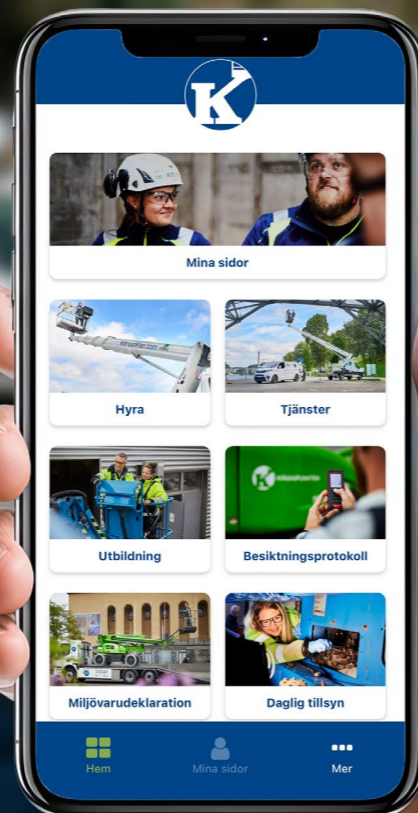 K
Mina sidor
Hyra
Tjänster
Utbildning
Besiktningsprotokoll
Miljövarudeklaration
Daglig tillsyn
Hem
Mina sidor
Mer